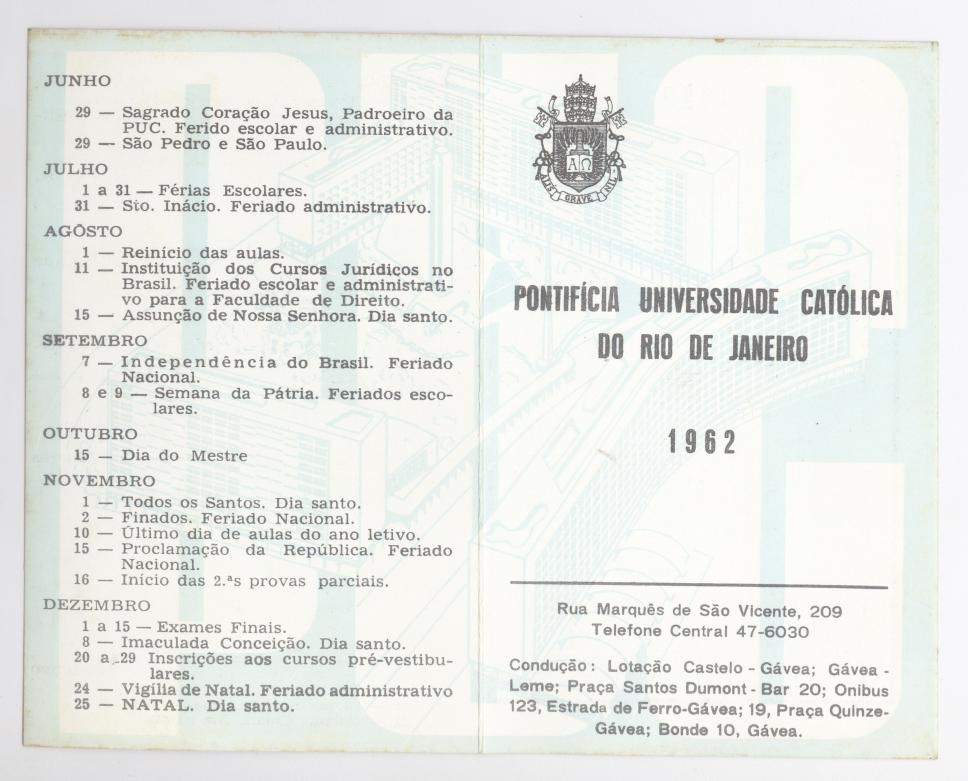 JUNHO
29 — Sagrado Coração Jesus, Padroeiro da
PUC. Ferido escolar e administrativo.
29 — São Pedro e São Paulo.
JULHO
1 a 31 — Férias Escolares.
31 — Sto. Inácio. Feriado administrativo.
AGÔSTO
1 — Reinício das aulas.
11 — Instituição dos Cursos Jurídicos no
Brasil. Feriado escolar e administrati-
vo para a Faculdade de Direito.
15 — Assunção de Nossa Senhora. Dia santo.
SETEMBRO
7 — Independência do Brasil. Feriado
Nacional.
8 e 9 — Semana da Pátria. Feriados esco-
lares.
OUTUBRO
15 — Dia do Mestre
NOVEMBRO
1 — Todos os Santos. Dia santo.
2 — Finados. Feriado Nacional.
10 — Último dia de aulas do ano letivo.
15 — Proclamação da República. Feriado
Nacional.
16 — Início das 2.ªs provas parciais.
DEZEMBRO
1 a 15 — Exames Finais.
8 — Imaculada Conceição. Dia santo.
20 a 29 Inscrições aos cursos pré-vestibu-
lares.
24 — Vigília de Natal. Feriado administrativo
25 — NATAL. Dia santo.
ΑΩ
ALIS GRAVE NIL
PONTIFÍCIA UNIVERSIDADE CATÓLICA
DO RIO DE JANEIRO
1962
Rua Marquês de São Vicente, 209
Telefone Central 47-6030
Condução: Lotação Castelo - Gávea; Gávea -
Leme; Praça Santos Dumont - Bar 20; Onibus
123, Estrada de Ferro-Gávea; 19, Praça Quinze-
Gávea; Bonde 10, Gávea.
PUC